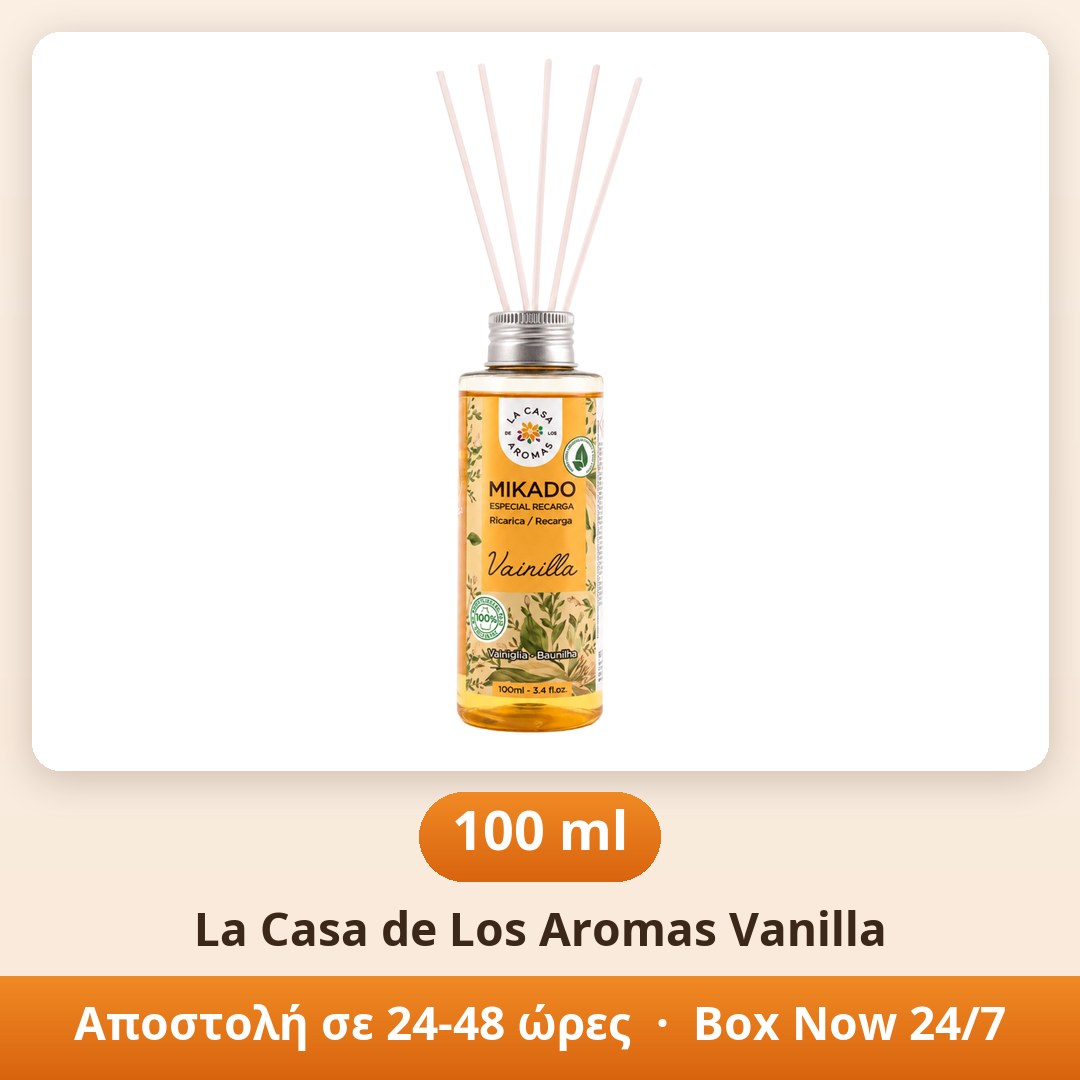 LA CASA
DE LOS
AROMAS
MIKADO
ESPECIAL RECARGA
Ricarica / Recarga
Vainilla
100%
Vainiglia - Baunilha
100ml - 3.4 fl.oz.
100 ml
La Casa de Los Aromas Vanilla
Αποστολή σε 24-48 ώρες · Box Now 24/7